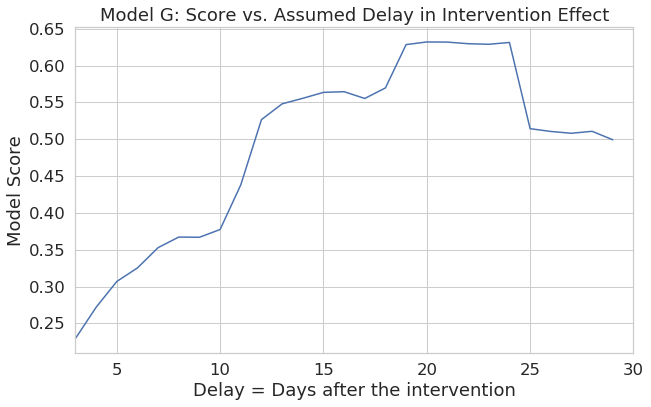 Model G: Score vs. Assumed Delay in Intervention Effect
Model Score
0.65
0.60
0.55
0.50
0.45
0.40
0.35
0.30
0.25
5 10 15 20 25 30
Delay = Days after the intervention